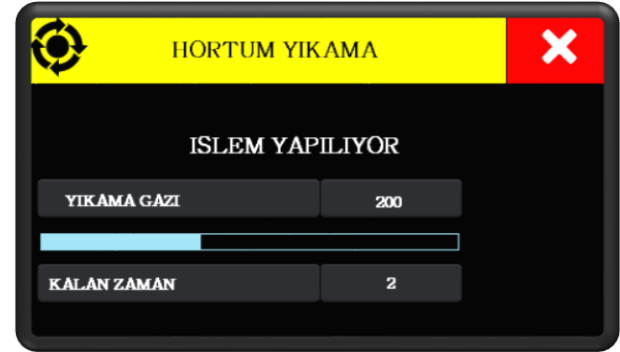 HORTUM YIKAMA
ISLEM YAPILIYOR
YIKAMA GAZI 200
KALAN ZAMAN 2